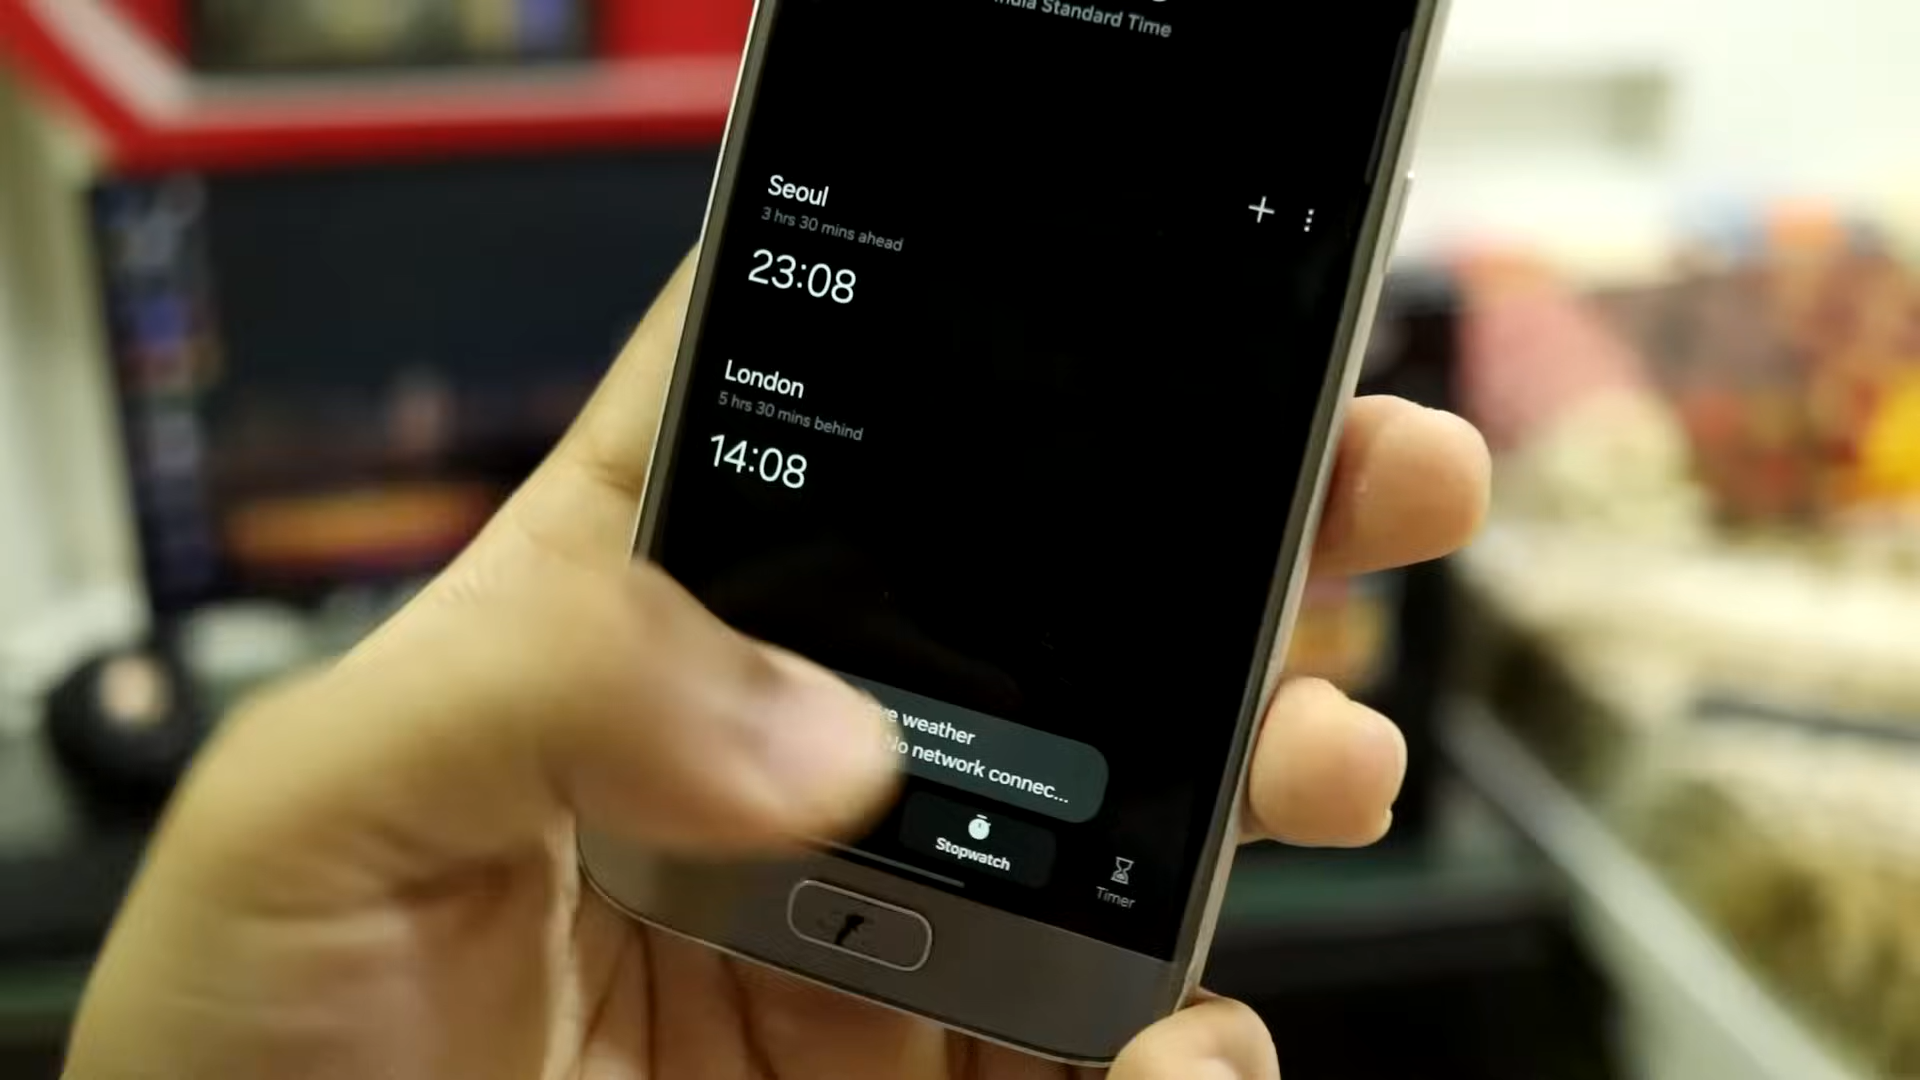 Standard Time
Seoul
3 hrs 30 mins ahead
23:08
London
5 hrs 30 mins behind
14:08
weather
No network connec...
Stopwatch
Timer